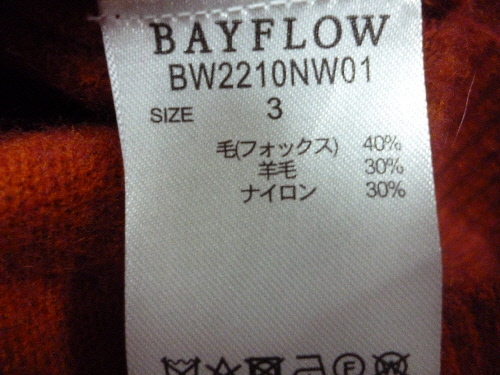 BAYFLOW
BW2210NW01
SIZE 3
毛(フォックス) 40%
羊毛 30%
ナイロン 30%